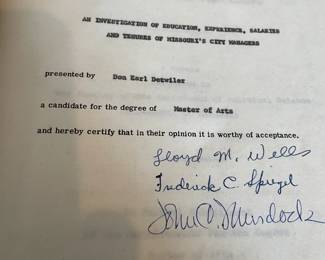 AN INVESTIGATION OF EDUCATION, EXPERIENCE, SALARIES
AND TENURES OF MISSOURI'S CITY MANAGERS
presented by Don Earl Detwiler
a candidate for the degree of Master of Arts
and hereby certify that in their opinion it is worthy of acceptance.
Lloyd M. Wells
Frederick C. Spiegel
John C. Murdock